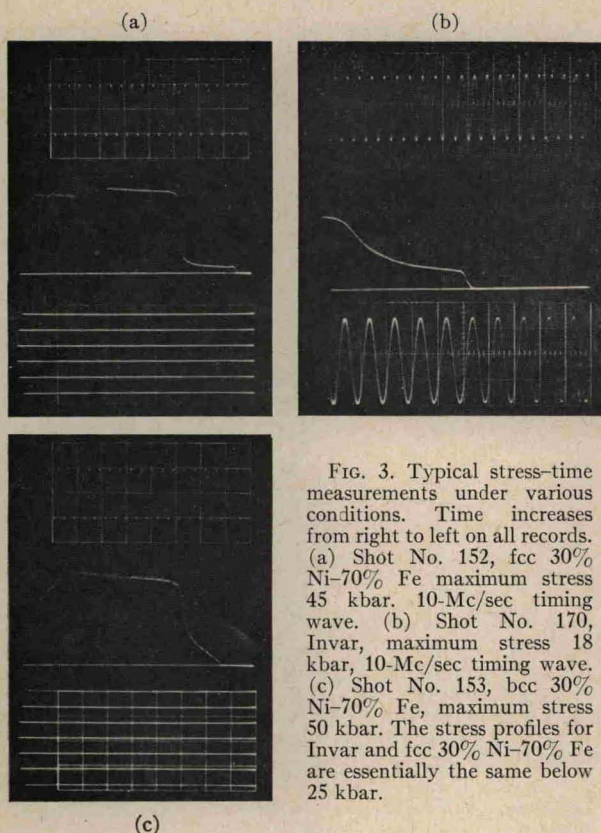 (a)
(b)
FIG. 3. Typical stress–time
measurements under various
conditions. Time increases
from right to left on all records.
(a) Shot No. 152, fcc 30%
Ni–70% Fe maximum stress
45 kbar. 10-Mc/sec timing
wave. (b) Shot No. 170,
Invar, maximum stress 18
kbar, 10-Mc/sec timing wave.
(c) Shot No. 153, bcc 30%
Ni–70% Fe, maximum stress
50 kbar. The stress profiles for
Invar and fcc 30% Ni–70% Fe
are essentially the same below
25 kbar.
(c)